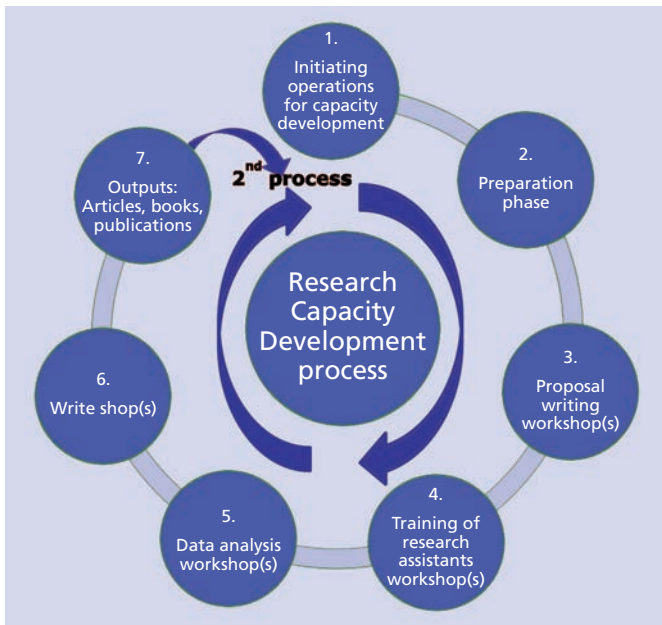 1.
Initiating
operations
for capacity
development
2.
Preparation
phase
3.
Proposal
writing
workshop(s)
4.
Training of
research
assistants
workshop(s)
5.
Data analysis
workshop(s)
6.
Write shop(s)
7.
Outputs:
Articles, books,
publications
2nd process
Research
Capacity
Development
process